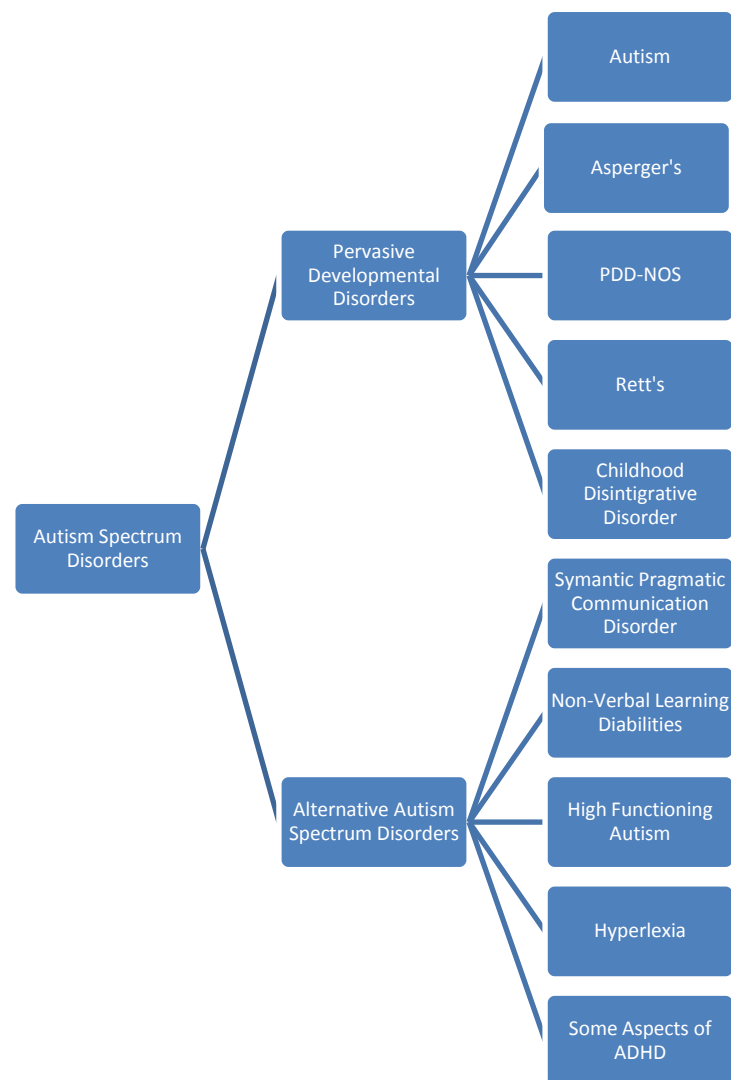 Autism
Asperger's
Pervasive
Developmental
Disorders
PDD-NOS
Rett's
Childhood
Disintigrative
Disorder
Autism Spectrum
Disorders
Symantic Pragmatic
Communication
Disorder
Non-Verbal Learning
Diabilities
Alternative Autism
Spectrum Disorders
High Functioning
Autism
Hyperlexia
Some Aspects of
ADHD